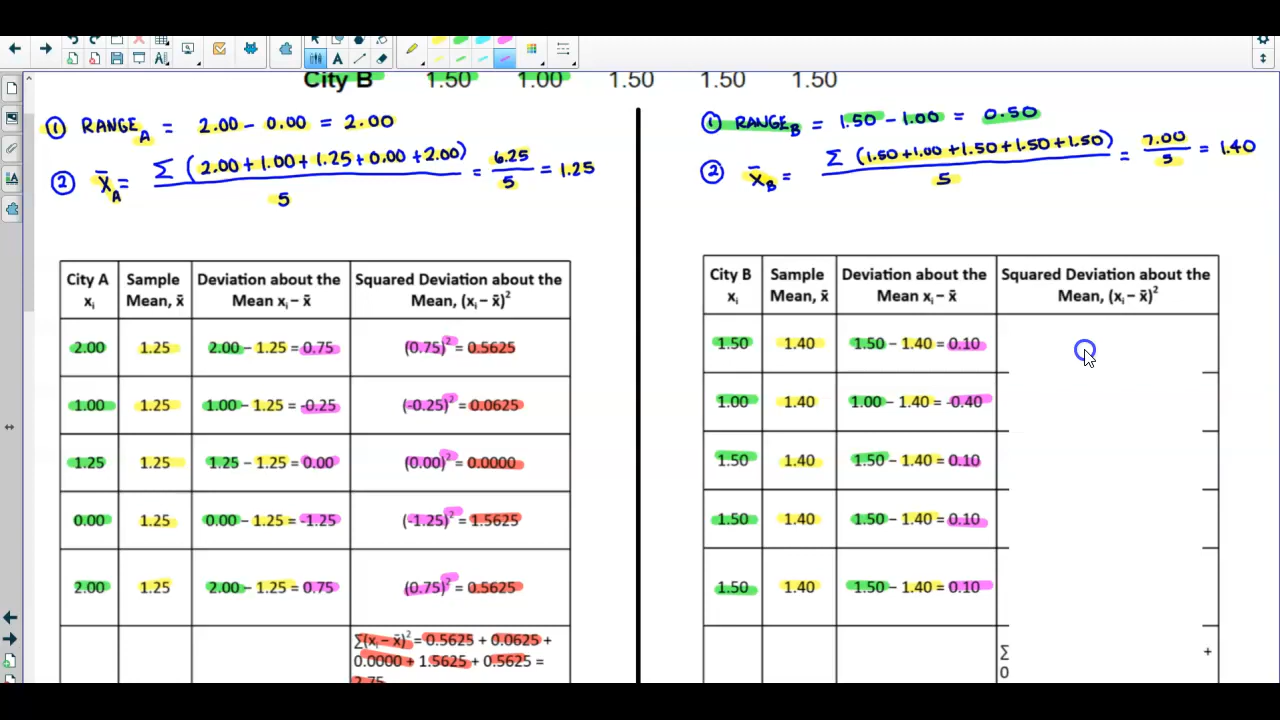 City B 1.50 1.00 1.50 1.50 1.50
① RANGE_A = 2.00 - 0.00 = 2.00
② X̄_A = Σ (2.00 + 1.00 + 1.25 + 0.00 + 2.00) / 5 = 6.25 / 5 = 1.25
① RANGE_B = 1.50 - 1.00 = 0.50
② X̄_B = Σ (1.50 + 1.00 + 1.50 + 1.50 + 1.50) / 5 = 7.00 / 5 = 1.40
City A Sample Deviation about the Squared Deviation about the
xᵢ Mean, x̄ Mean xᵢ – x̄ Mean, (xᵢ – x̄)²
2.00 1.25 2.00 – 1.25 = 0.75 (0.75)² = 0.5625
1.00 1.25 1.00 – 1.25 = -0.25 (-0.25)² = 0.0625
1.25 1.25 1.25 – 1.25 = 0.00 (0.00)² = 0.0000
0.00 1.25 0.00 – 1.25 = -1.25 (-1.25)² = 1.5625
2.00 1.25 2.00 – 1.25 = 0.75 (0.75)² = 0.5625
∑(xᵢ – x̄)² = 0.5625 + 0.0625 +
0.0000 + 1.5625 + 0.5625 =
2.75
City B Sample Deviation about the Squared Deviation about the
xᵢ Mean, x̄ Mean xᵢ – x̄ Mean, (xᵢ – x̄)²
1.50 1.40 1.50 – 1.40 = 0.10
1.00 1.40 1.00 – 1.40 = -0.40
1.50 1.40 1.50 – 1.40 = 0.10
1.50 1.40 1.50 – 1.40 = 0.10
1.50 1.40 1.50 – 1.40 = 0.10
∑ +
0